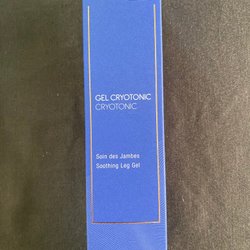 GEL CRYOTONIC
CRYOTONIC
Soin des Jambes
Soothing Leg Gel